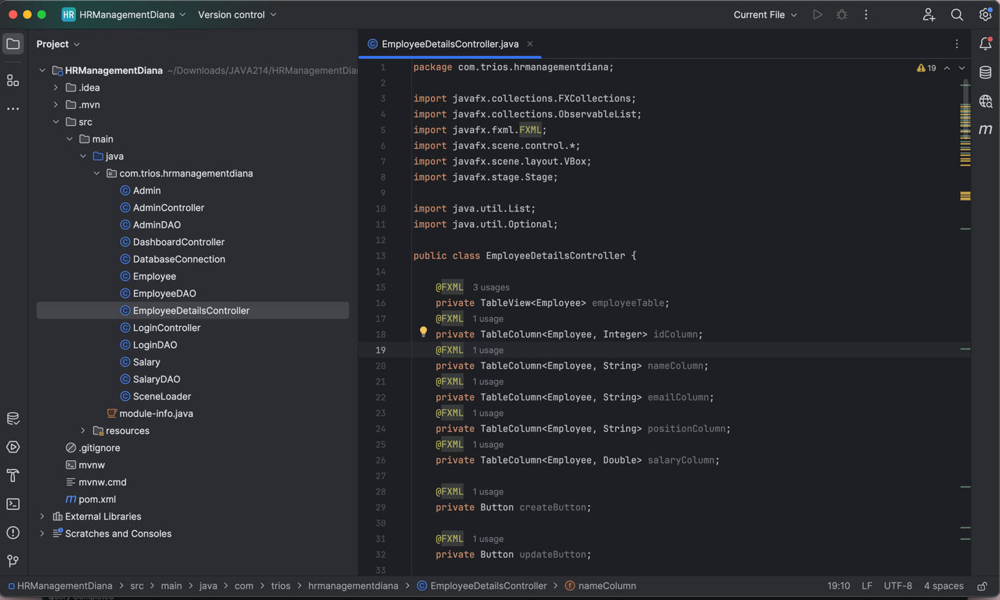 HR HRManagementDiana Version control Current File
Project
HRManagementDiana ~/Downloads/JAVA214/HRManagementDian
.idea
.mvn
src
main
java
com.trios.hrmanagementdiana
Admin
AdminController
AdminDAO
DashboardController
DatabaseConnection
Employee
EmployeeDAO
EmployeeDetailsController
LoginController
LoginDAO
Salary
SalaryDAO
SceneLoader
module-info.java
resources
.gitignore
mvnw
mvnw.cmd
m pom.xml
External Libraries
Scratches and Consoles
EmployeeDetailsController.java
19
m
1 package com.trios.hrmanagementdiana;
2
3 import javafx.collections.FXCollections;
4 import javafx.collections.ObservableList;
5 import javafx.fxml.FXML;
6 import javafx.scene.control.*;
7 import javafx.scene.layout.VBox;
8 import javafx.stage.Stage;
9
10 import java.util.List;
11 import java.util.Optional;
12
13 public class EmployeeDetailsController {
14
15 @FXML 3 usages
16 private TableView<Employee> employeeTable;
17 @FXML 1 usage
18 private TableColumn<Employee, Integer> idColumn;
19 @FXML 1 usage
20 private TableColumn<Employee, String> nameColumn;
21 @FXML 1 usage
22 private TableColumn<Employee, String> emailColumn;
23 @FXML 1 usage
24 private TableColumn<Employee, String> positionColumn;
25 @FXML 1 usage
26 private TableColumn<Employee, Double> salaryColumn;
27
28 @FXML 1 usage
29 private Button createButton;
30
31 @FXML 1 usage
32 private Button updateButton;
33
HRManagementDiana > src > main > java > com > trios > hrmanagementdiana > EmployeeDetailsController > nameColumn 19:10 LF UTF-8 4 spaces
Query Completed